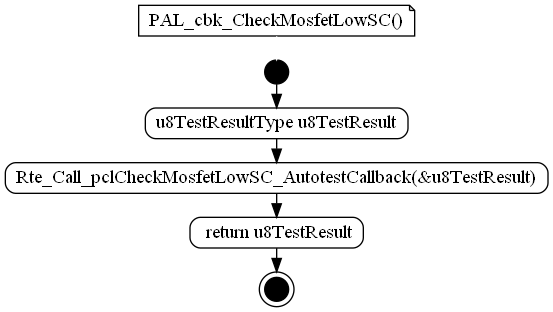 PAL_cbk_CheckMosfetLowSC()
u8TestResultType u8TestResult
Rte_Call_pclCheckMosfetLowSC_AutotestCallback(&u8TestResult)
return u8TestResult